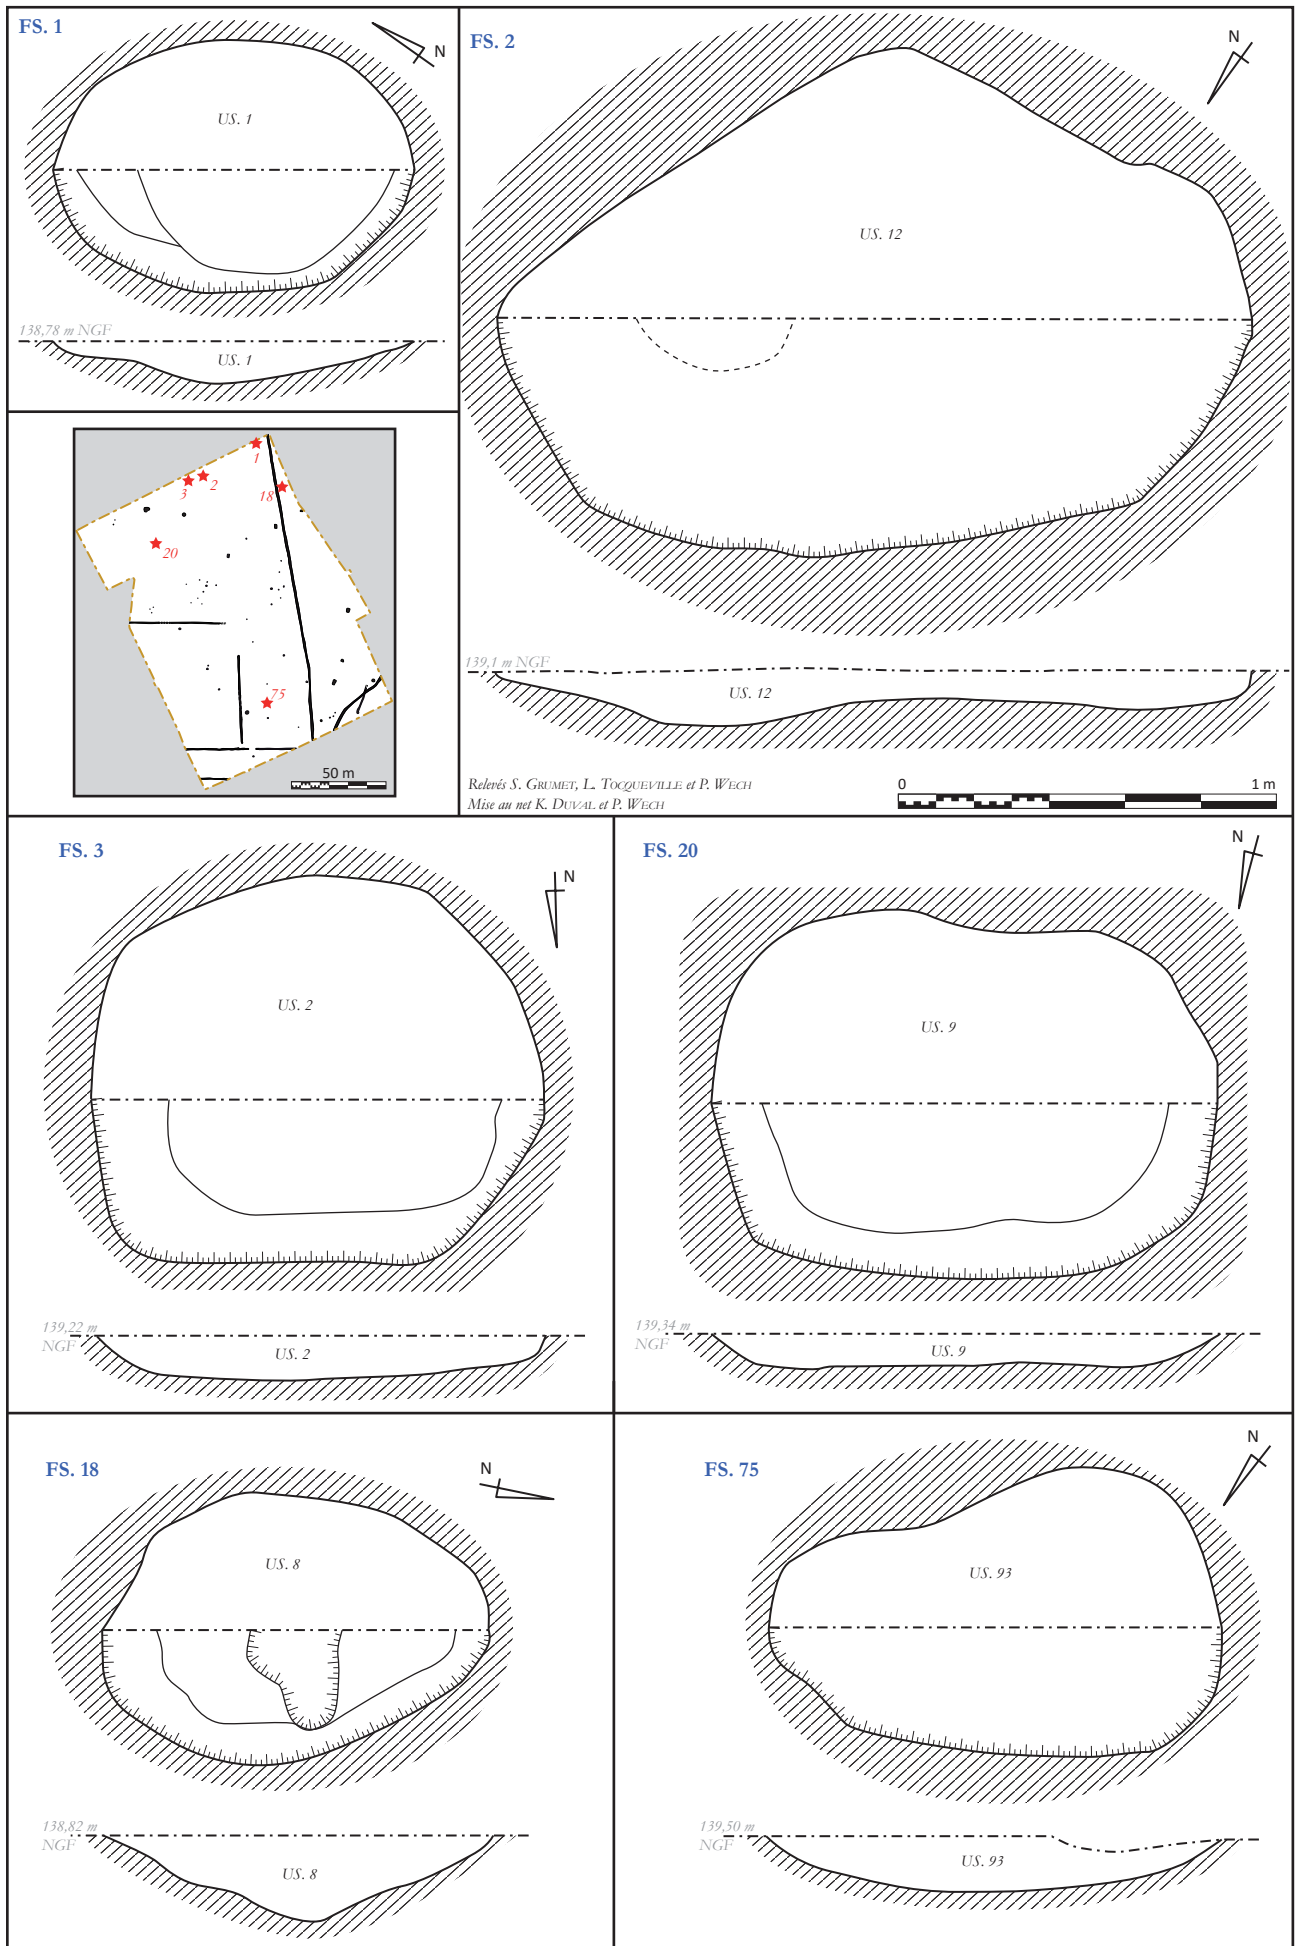 FS. 1
N
US. 1
138,78 m NGF
US. 1
FS. 2
N
US. 12
139,1 m NGF
US. 12
Relevés S. GRUMET, L. TOCQUEVILLE et P. WECH
Mise au net K. DUVAL et P. WECH
0 1 m
1
2
3
18
20
75
50 m
FS. 3
N
US. 2
139,22 m
NGF
US. 2
FS. 20
N
US. 9
139,34 m
NGF
US. 9
FS. 18
N
US. 8
138,82 m
NGF
US. 8
FS. 75
N
US. 93
139,50 m
NGF
US. 93